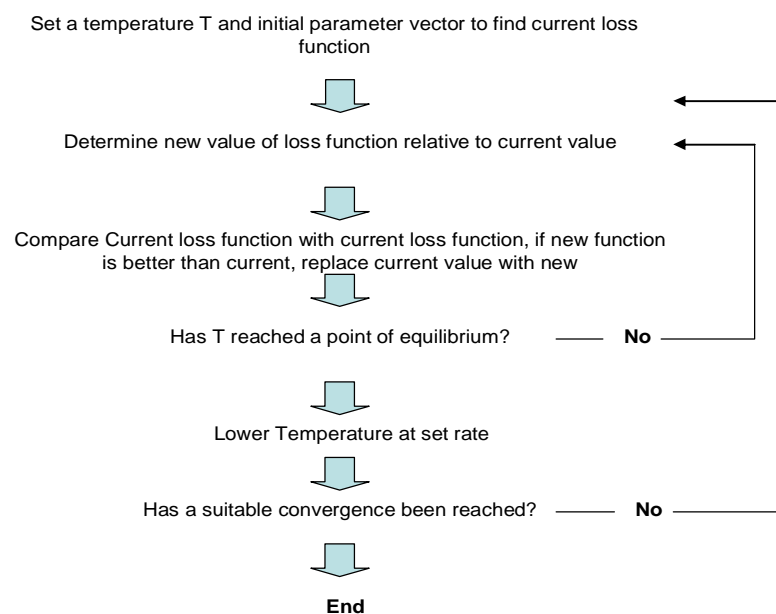 Set a temperature T and initial parameter vector to find current loss
function
Determine new value of loss function relative to current value
Compare Current loss function with current loss function, if new function
is better than current, replace current value with new
Has T reached a point of equilibrium?
No
Lower Temperature at set rate
Has a suitable convergence been reached?
No
End